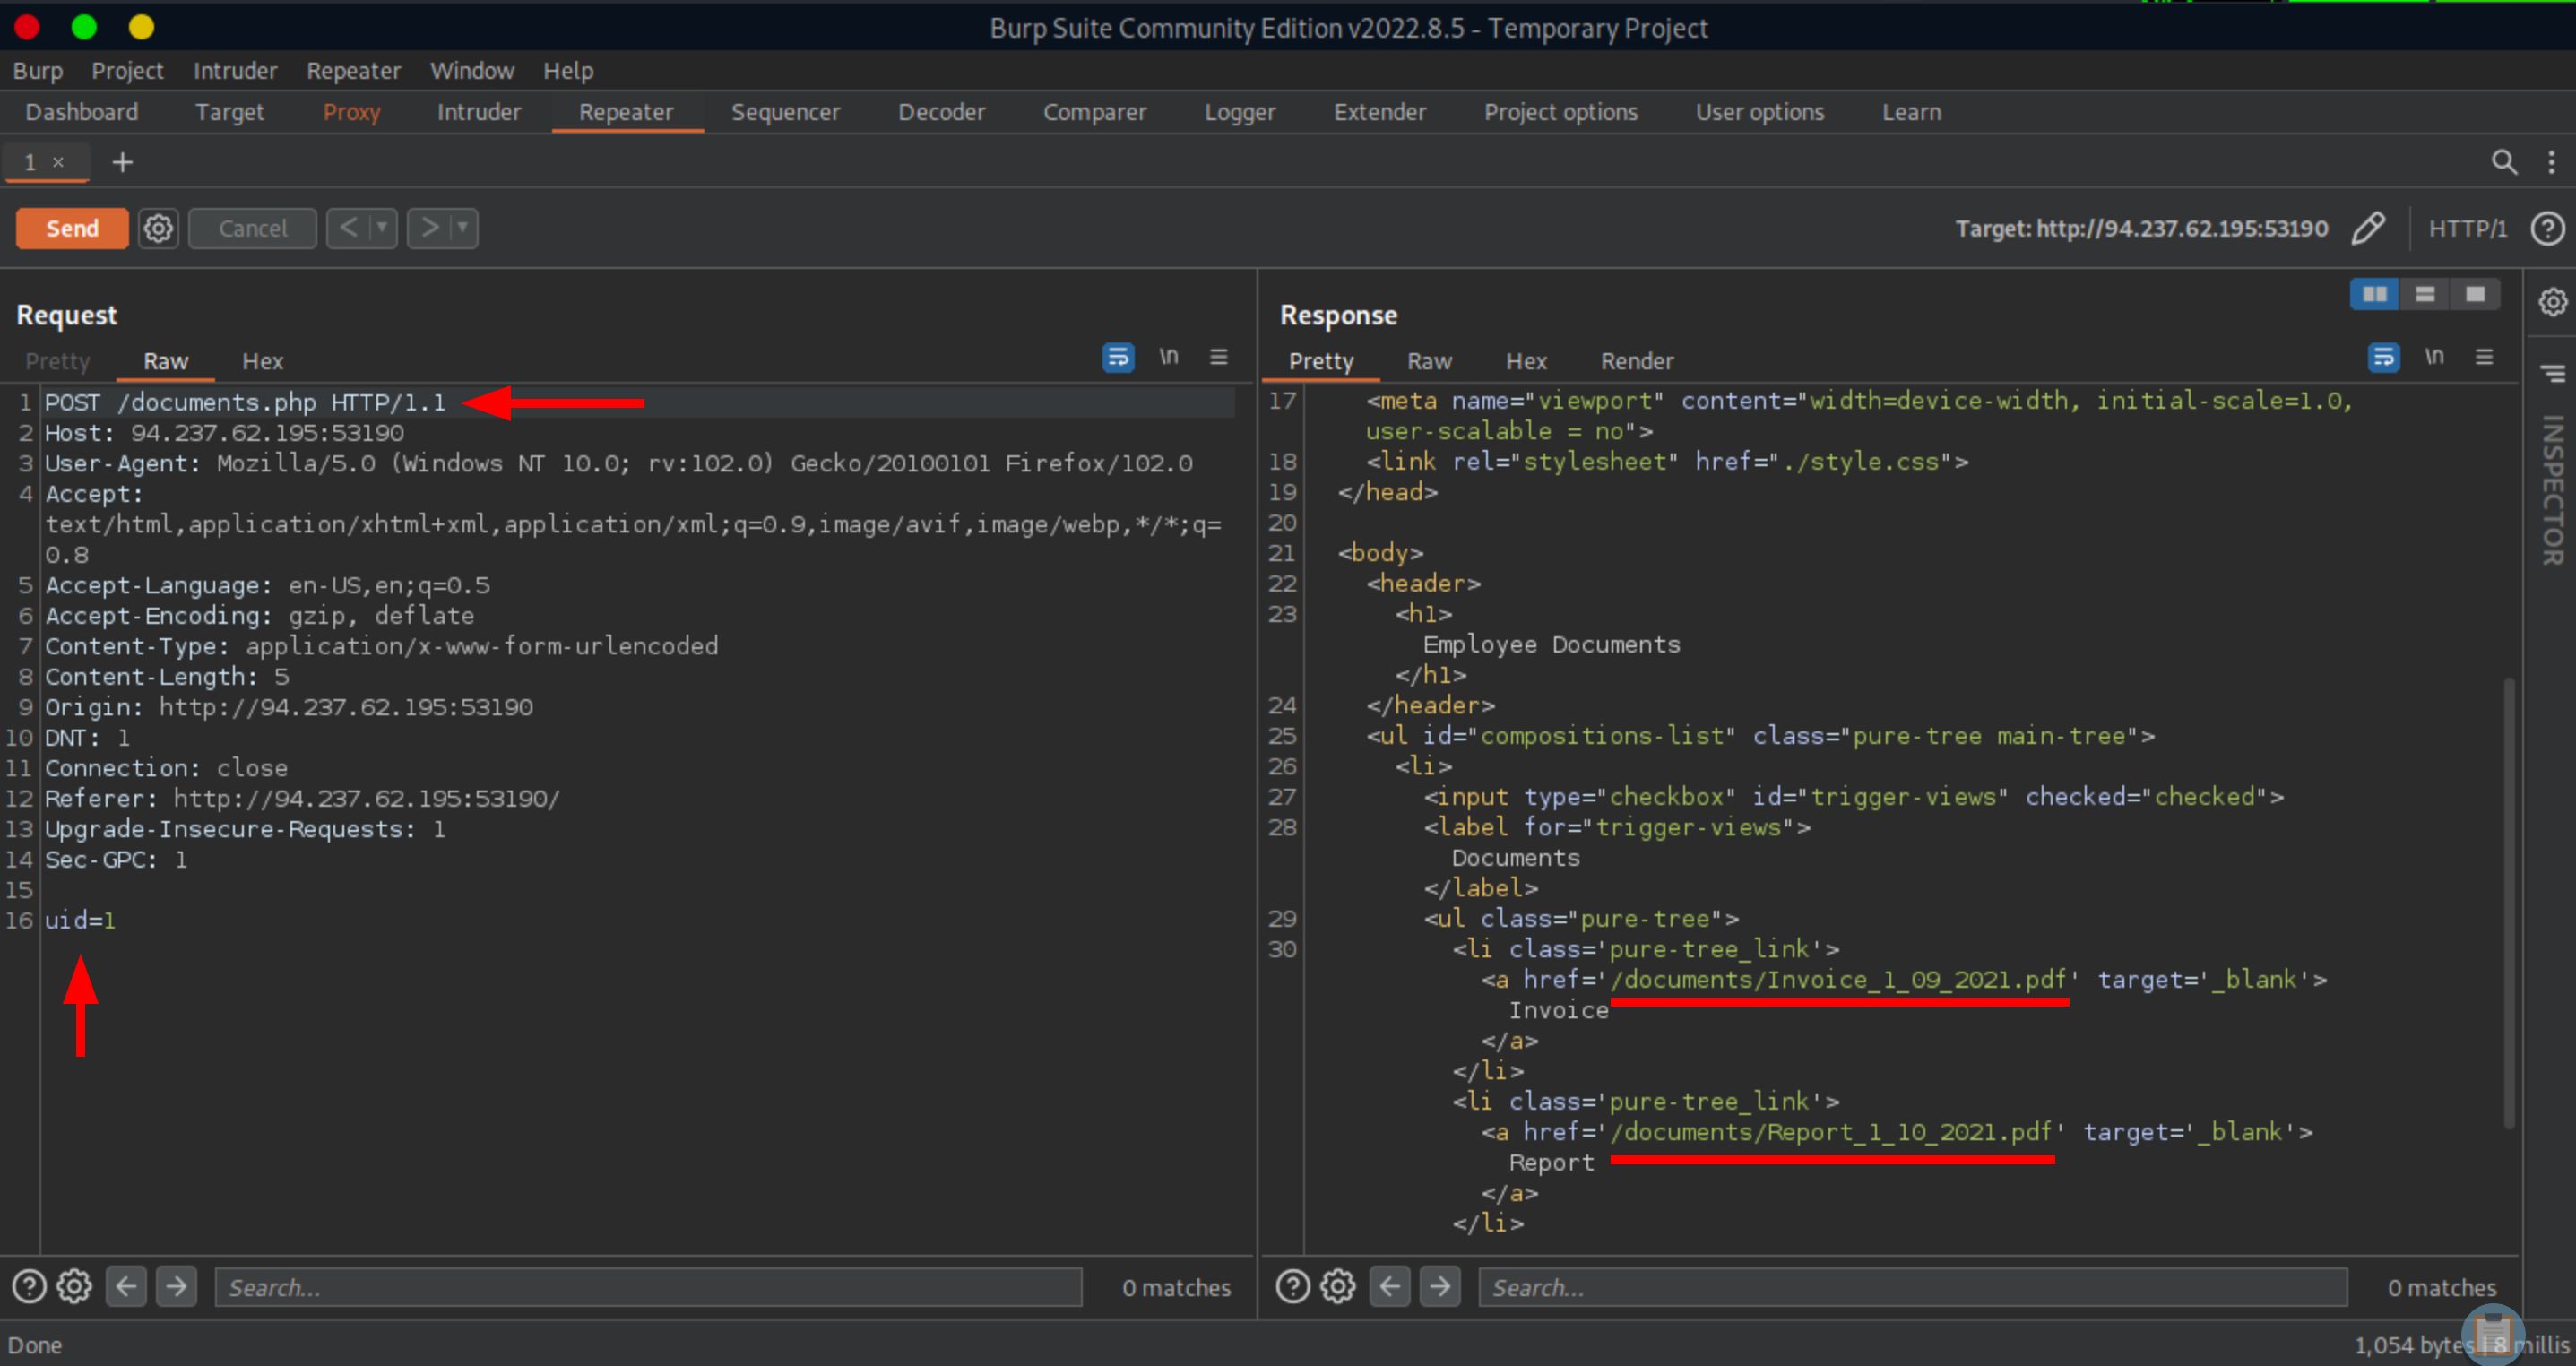 Burp Suite Community Edition v2022.8.5 - Temporary Project
Burp Project Intruder Repeater Window Help
Dashboard Target Proxy Intruder Repeater Sequencer Decoder Comparer Logger Extender Project options User options Learn
1 × +
Send Cancel < > Target: http://94.237.62.195:53190 HTTP/1
Request
Pretty Raw Hex \n
1 POST /documents.php HTTP/1.1
2 Host: 94.237.62.195:53190
3 User-Agent: Mozilla/5.0 (Windows NT 10.0; rv:102.0) Gecko/20100101 Firefox/102.0
4 Accept:
text/html,application/xhtml+xml,application/xml;q=0.9,image/avif,image/webp,*/*;q=
0.8
5 Accept-Language: en-US,en;q=0.5
6 Accept-Encoding: gzip, deflate
7 Content-Type: application/x-www-form-urlencoded
8 Content-Length: 5
9 Origin: http://94.237.62.195:53190
10 DNT: 1
11 Connection: close
12 Referer: http://94.237.62.195:53190/
13 Upgrade-Insecure-Requests: 1
14 Sec-GPC: 1
15
16 uid=1
Search... 0 matches
Response
Pretty Raw Hex Render \n
17 <meta name="viewport" content="width=device-width, initial-scale=1.0,
user-scalable = no">
18 <link rel="stylesheet" href="./style.css">
19 </head>
20
21 <body>
22 <header>
23 <h1>
Employee Documents
</h1>
24 </header>
25 <ul id="compositions-list" class="pure-tree main-tree">
26 <li>
27 <input type="checkbox" id="trigger-views" checked="checked">
28 <label for="trigger-views">
Documents
</label>
29 <ul class="pure-tree">
30 <li class='pure-tree_link'>
<a href='/documents/Invoice_1_09_2021.pdf' target='_blank'>
Invoice
</a>
</li>
<li class='pure-tree_link'>
<a href='/documents/Report_1_10_2021.pdf' target='_blank'>
Report
</a>
</li>
Search... 0 matches
INSPECTOR
Done
1,054 bytes | 8 millis